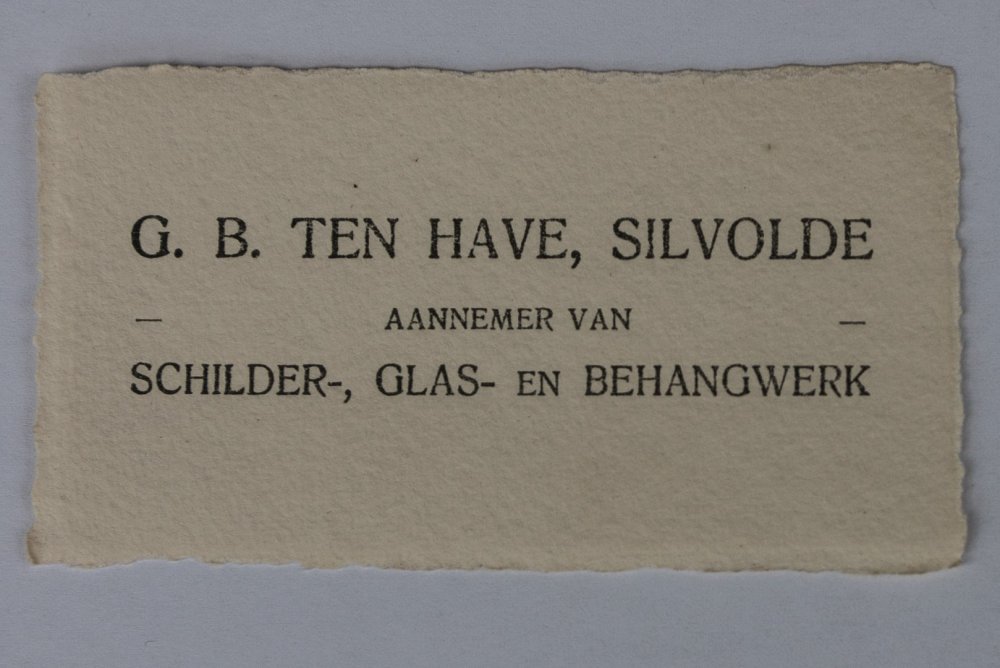 G. B. TEN HAVE, SILVOLDE
— AANNEMER VAN —
SCHILDER-, GLAS- EN BEHANGWERK